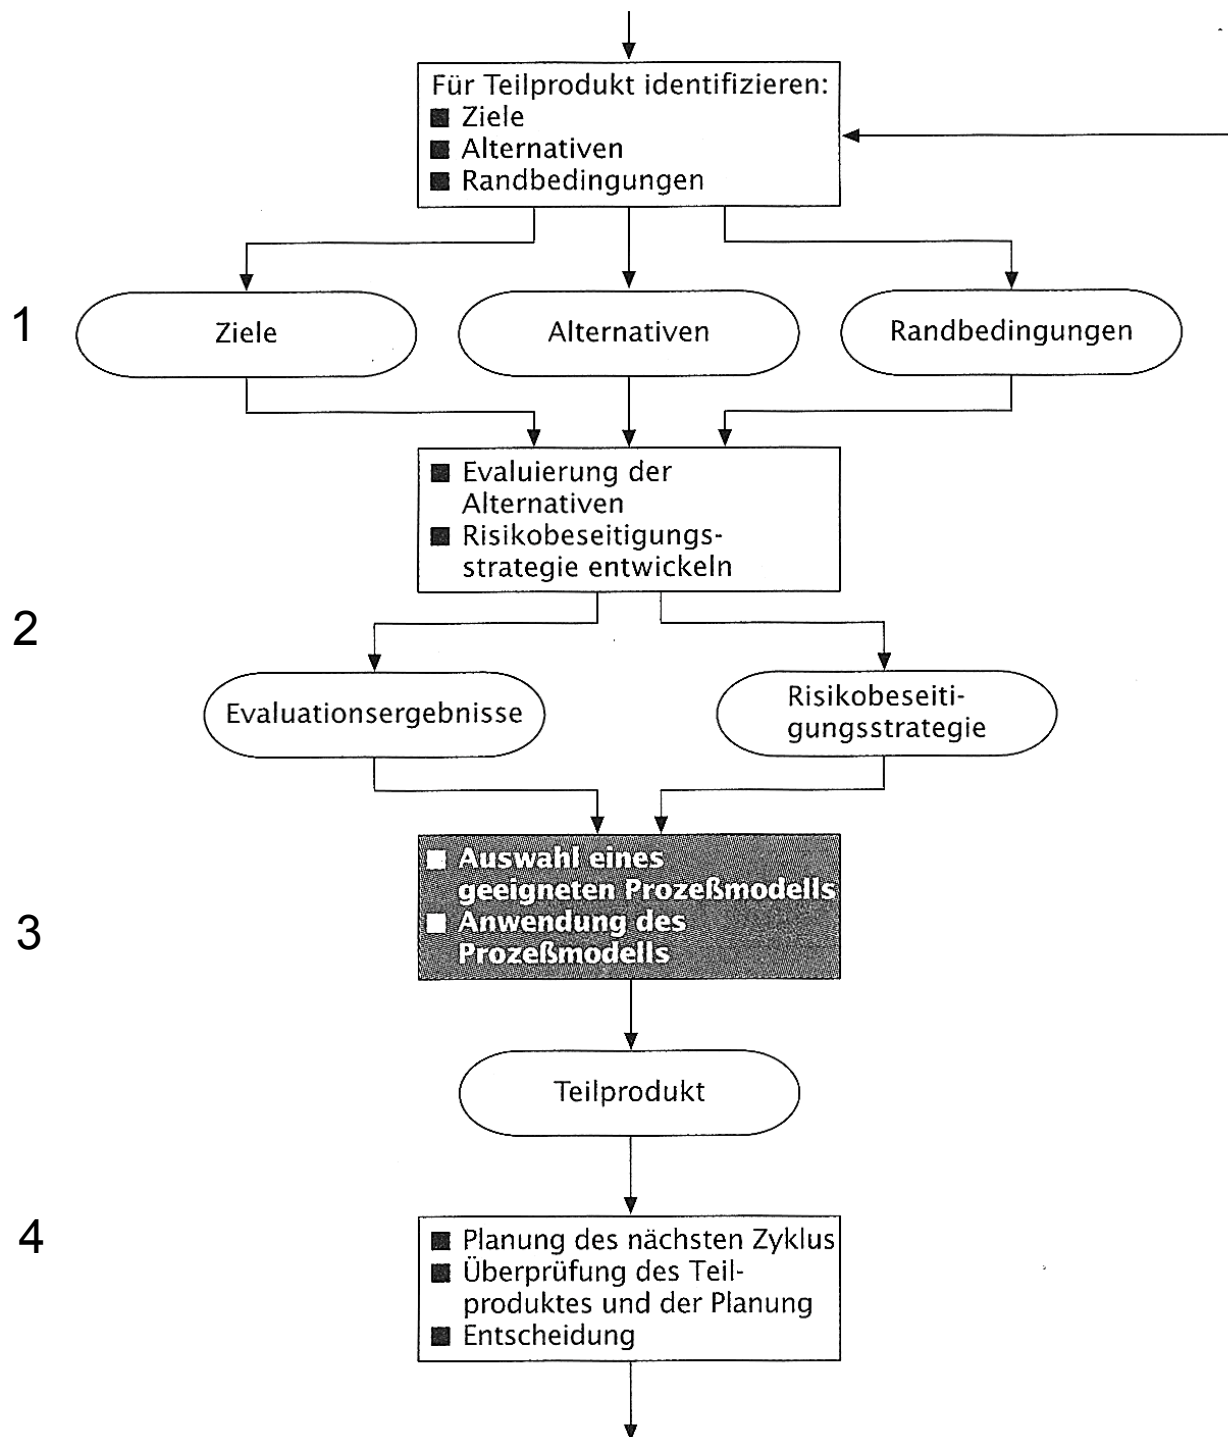 Für Teilprodukt identifizieren:
■ Ziele
■ Alternativen
■ Randbedingungen
1
Ziele
Alternativen
Randbedingungen
■ Evaluierung der
Alternativen
■ Risikobeseitigungs-
strategie entwickeln
2
Evaluationsergebnisse
Risikobeseiti-
gungsstrategie
■ Auswahl eines
geeigneten Prozeßmodells
■ Anwendung des
Prozeßmodells
3
Teilprodukt
4
■ Planung des nächsten Zyklus
■ Überprüfung des Teil-
produktes und der Planung
■ Entscheidung